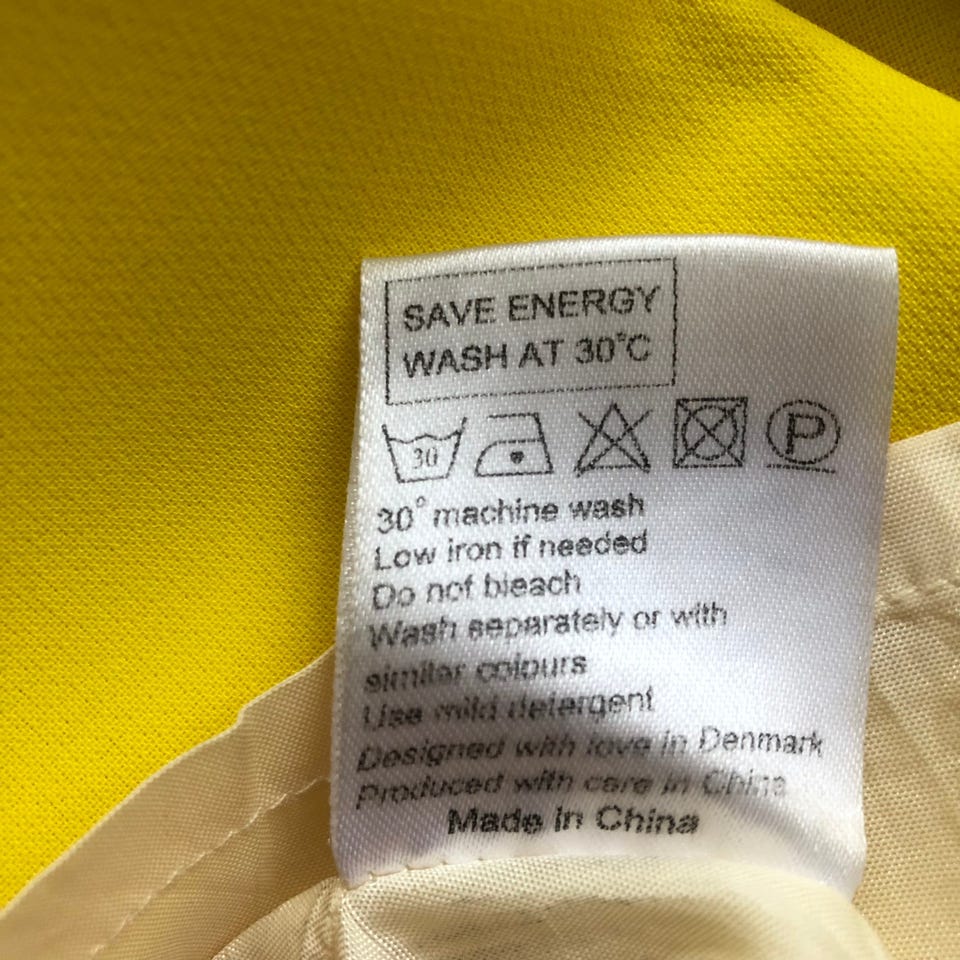 SAVE ENERGY
WASH AT 30°C
30 P
30° machine wash
Low iron if needed
Do not bleach
Wash separately or with
similar colours
Use mild detergent
Designed with love in Denmark
Produced with care in China
Made in China